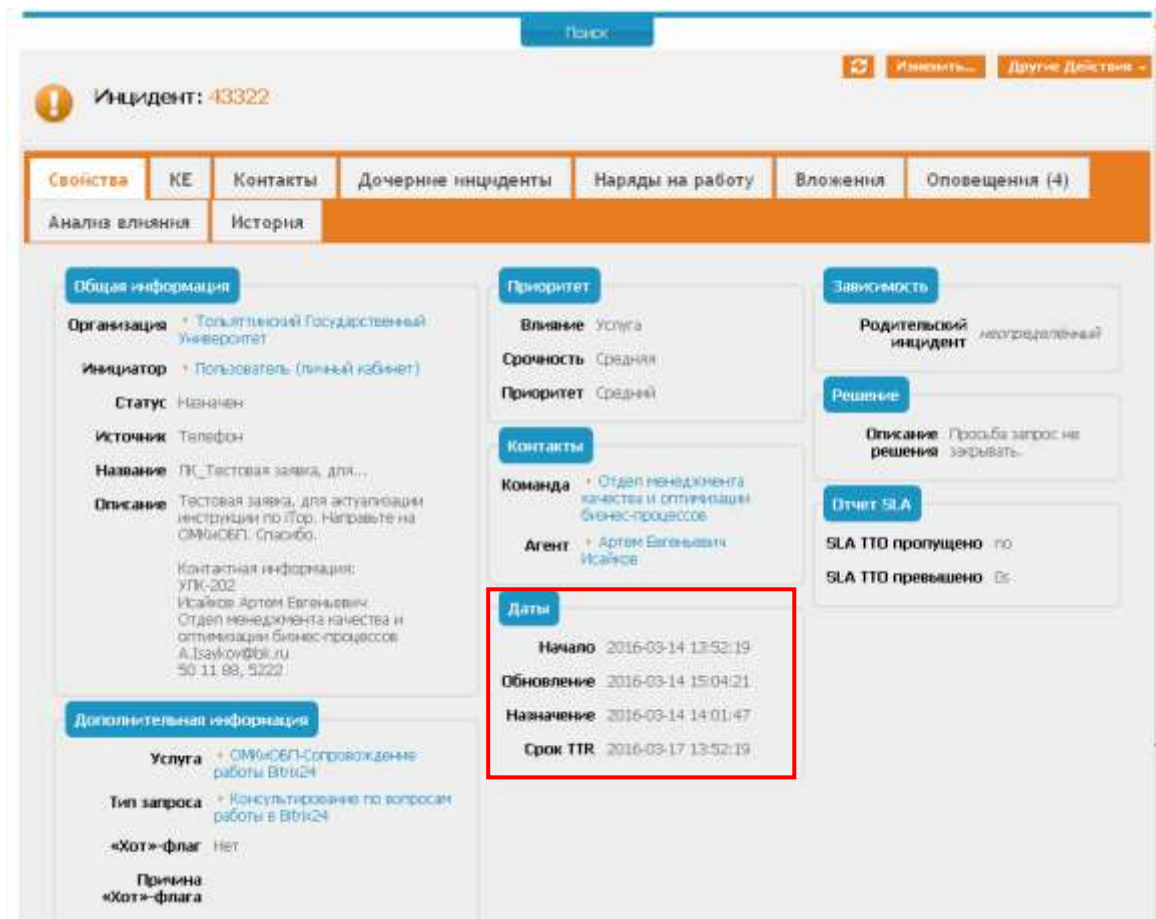 Поиск
Изменить... Другие Действия
Инцидент: 43322
Свойства КЕ Контакты Дочерние инциденты Наряды на работу Вложения Оповещения (4)
Анализ влияния История
Общая информация
Организация Тольяттинский Государственный
Университет
Инициатор Пользователь (личный кабинет)
Статус Назначен
Источник Телефон
Название ПК_Тестовая заявка, для...
Описание Тестовая заявка, для актуализации
инструкции по iTop. Направьте на
ОМКиОБП. Спасибо.
Контактная информация:
УЛК-202
Исайков Артем Евгеньевич
Отдел менеджмента качества и
оптимизации бизнес-процессов
A.Isaykov@bk.ru
50 11 88, 5222
Дополнительная информация
Услуга ОМКиОБП-Сопровождение
работы Bitrix24
Тип запроса Консультирование по вопросам
работы в Bitrix24
«Хот»-флаг Нет
Причина
«Хот»-флага
Приоритет
Влияние Услуга
Срочность Средняя
Приоритет Средний
Контакты
Команда Отдел менеджмента
качества и оптимизации
бизнес-процессов
Агент Артем Евгеньевич
Исайков
Даты
Начало 2016-03-14 13:52:19
Обновление 2016-03-14 15:04:21
Назначение 2016-03-14 14:01:47
Срок TTR 2016-03-17 13:52:19
Зависимость
Родительский
инцидент неопределённый
Решение
Описание Просьба запрос не
решения закрывать.
Отчет SLA
SLA TTO пропущено no
SLA TTO превышено 0s